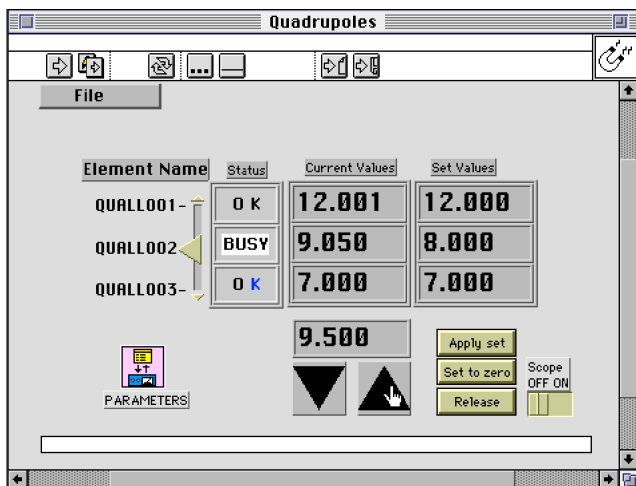 Quadrupoles
...
File
Element Name Status Current Values Set Values
QUALL001- O K 12.001 12.000
QUALL002 BUSY 9.050 8.000
QUALL003- O K 7.000 7.000
9.500
Apply set
Set to zero
Release
Scope
OFF ON
PARAMETERS